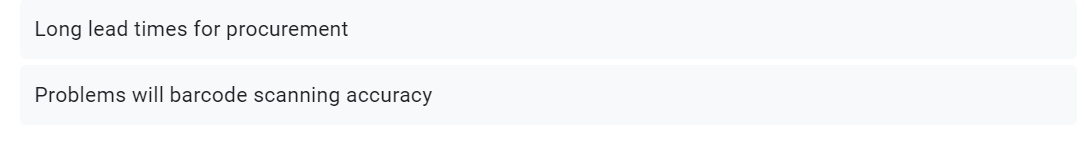 Long lead times for procurement
Problems will barcode scanning accuracy